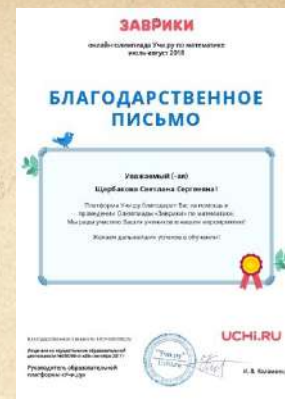 ЗАВРИКИ
онлайн-олимпиада Учи.ру по математике
июль-август 2018
БЛАГОДАРСТВЕННОЕ
ПИСЬМО
Уважаемый (-ая)
Щербакова Светлана Сергеевна!
Платформа Учи.ру благодарит Вас за помощь в
проведении Олимпиады «Заврики» по математике.
Мы рады участию Ваших учеников в нашем мероприятии!
Желаем дальнейших успехов в обучении!
UCHI.RU
Руководитель образовательной
платформы «Учи.ру»